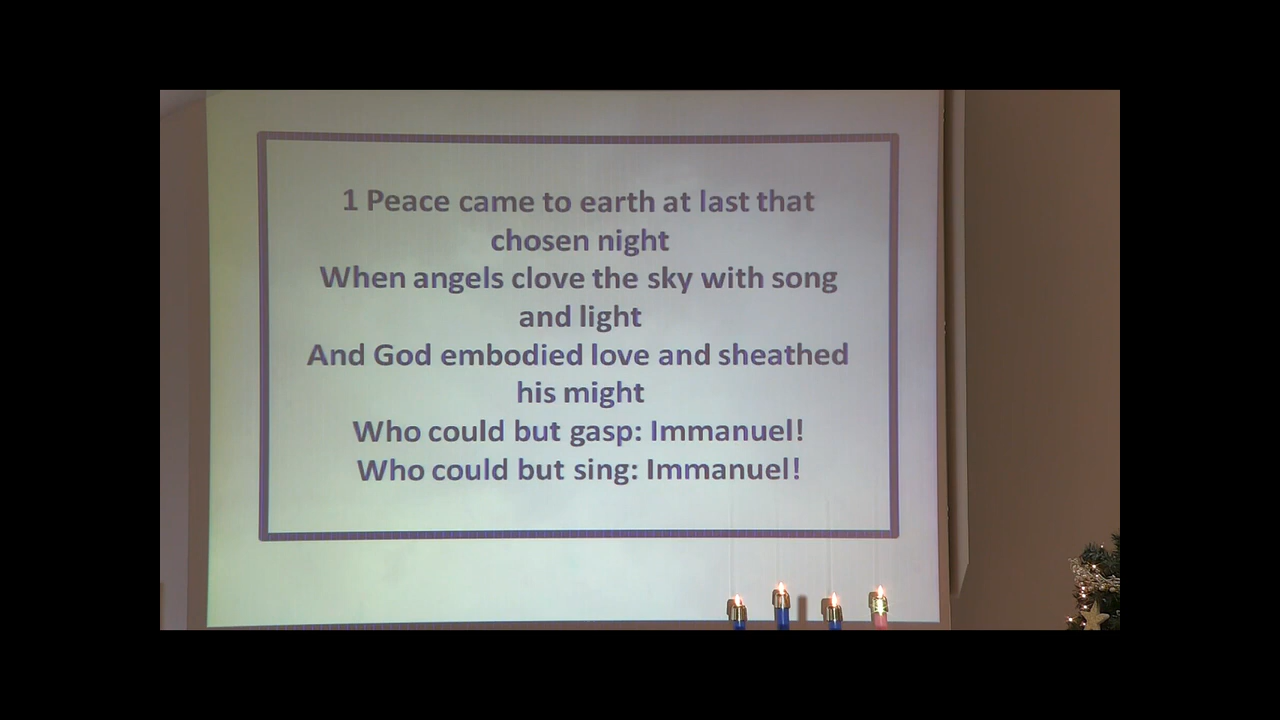 1 Peace came to earth at last that
chosen night
When angels clove the sky with song
and light
And God embodied love and sheathed
his might
Who could but gasp: Immanuel!
Who could but sing: Immanuel!